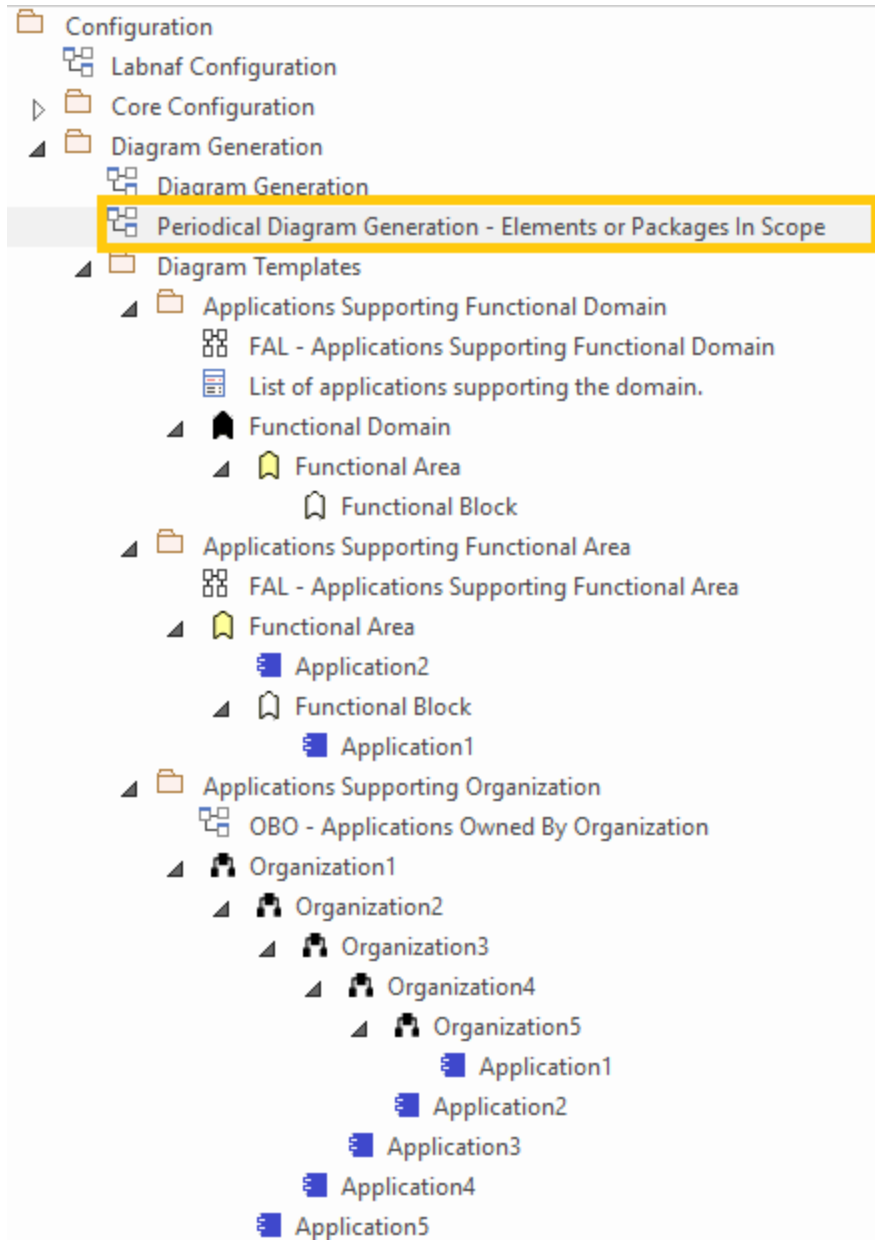 Configuration
Labnaf Configuration
Core Configuration
Diagram Generation
Diagram Generation
Periodical Diagram Generation - Elements or Packages In Scope
Diagram Templates
Applications Supporting Functional Domain
FAL - Applications Supporting Functional Domain
List of applications supporting the domain.
Functional Domain
Functional Area
Functional Block
Applications Supporting Functional Area
FAL - Applications Supporting Functional Area
Functional Area
Application2
Functional Block
Application1
Applications Supporting Organization
OBO - Applications Owned By Organization
Organization1
Organization2
Organization3
Organization4
Organization5
Application1
Application2
Application3
Application4
Application5